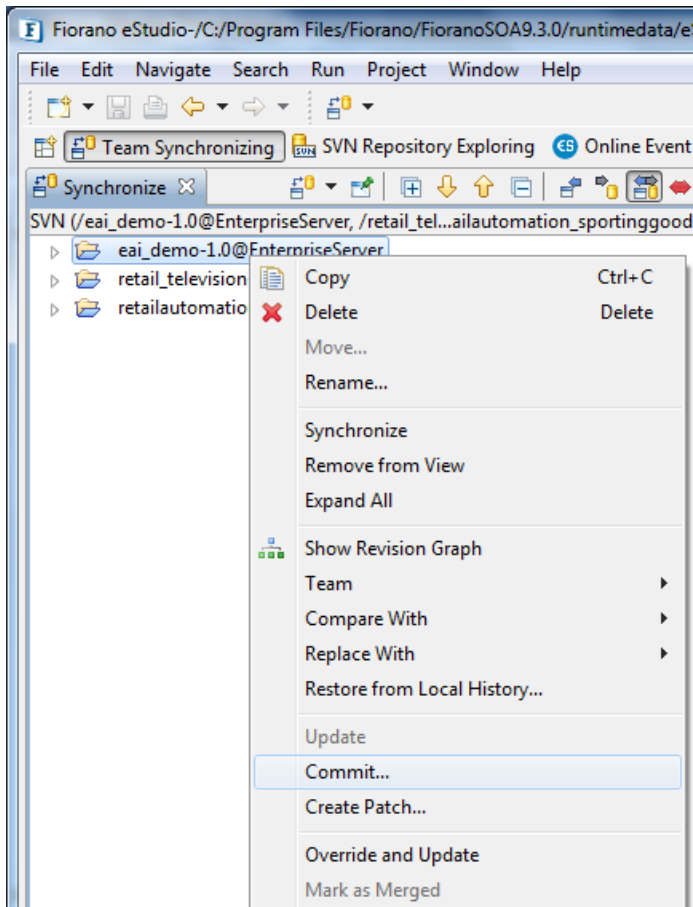 Fiorano eStudio-/C:/Program Files/Fiorano/FioranoSOA9.3.0/runtimedata/e
File Edit Navigate Search Run Project Window Help
Team Synchronizing SVN Repository Exploring Online Event
Synchronize
SVN (/eai_demo-1.0@EnterpriseServer, /retail_tel...ailautomation_sportinggood
eai_demo-1.0@EnterpriseServer
retail_television
retailautomatio
Copy Ctrl+C
Delete Delete
Move...
Rename...
Synchronize
Remove from View
Expand All
Show Revision Graph
Team
Compare With
Replace With
Restore from Local History...
Update
Commit...
Create Patch...
Override and Update
Mark as Merged